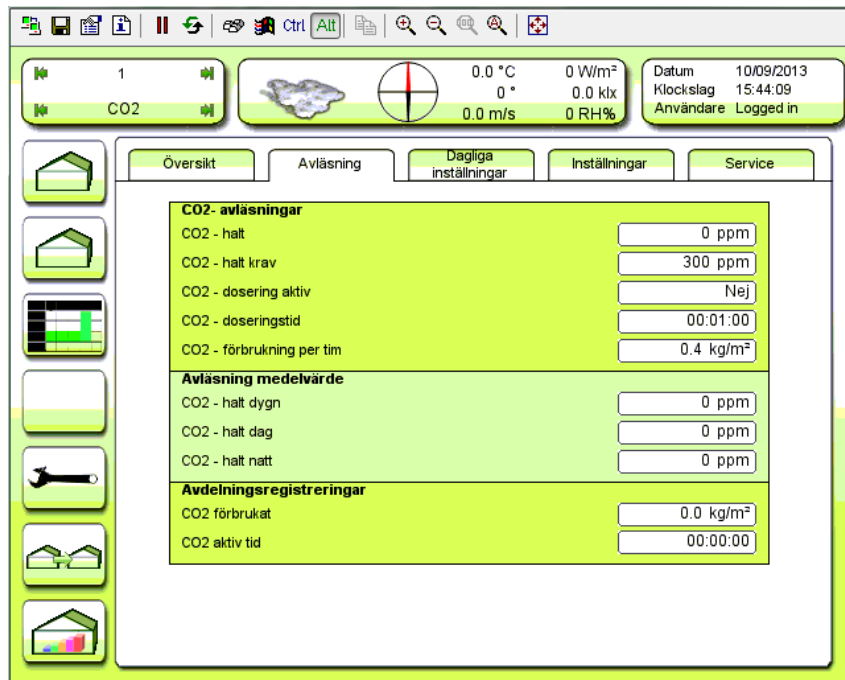 Ctrl Alt
1
CO2
0.0 °C 0 W/m²
0 ° 0.0 klx
0.0 m/s 0 RH%
Datum 10/09/2013
Klockslag 15:44:09
Användare Logged in
Översikt
Avläsning
Dagliga
inställningar
Inställningar
Service
CO2- avläsningar
CO2 - halt 0 ppm
CO2 - halt krav 300 ppm
CO2 - dosering aktiv Nej
CO2 - doseringstid 00:01:00
CO2 - förbrukning per tim 0.4 kg/m²
Avläsning medelvärde
CO2 - halt dygn 0 ppm
CO2 - halt dag 0 ppm
CO2 - halt natt 0 ppm
Avdelningsregistreringar
CO2 förbrukat 0.0 kg/m²
CO2 aktiv tid 00:00:00